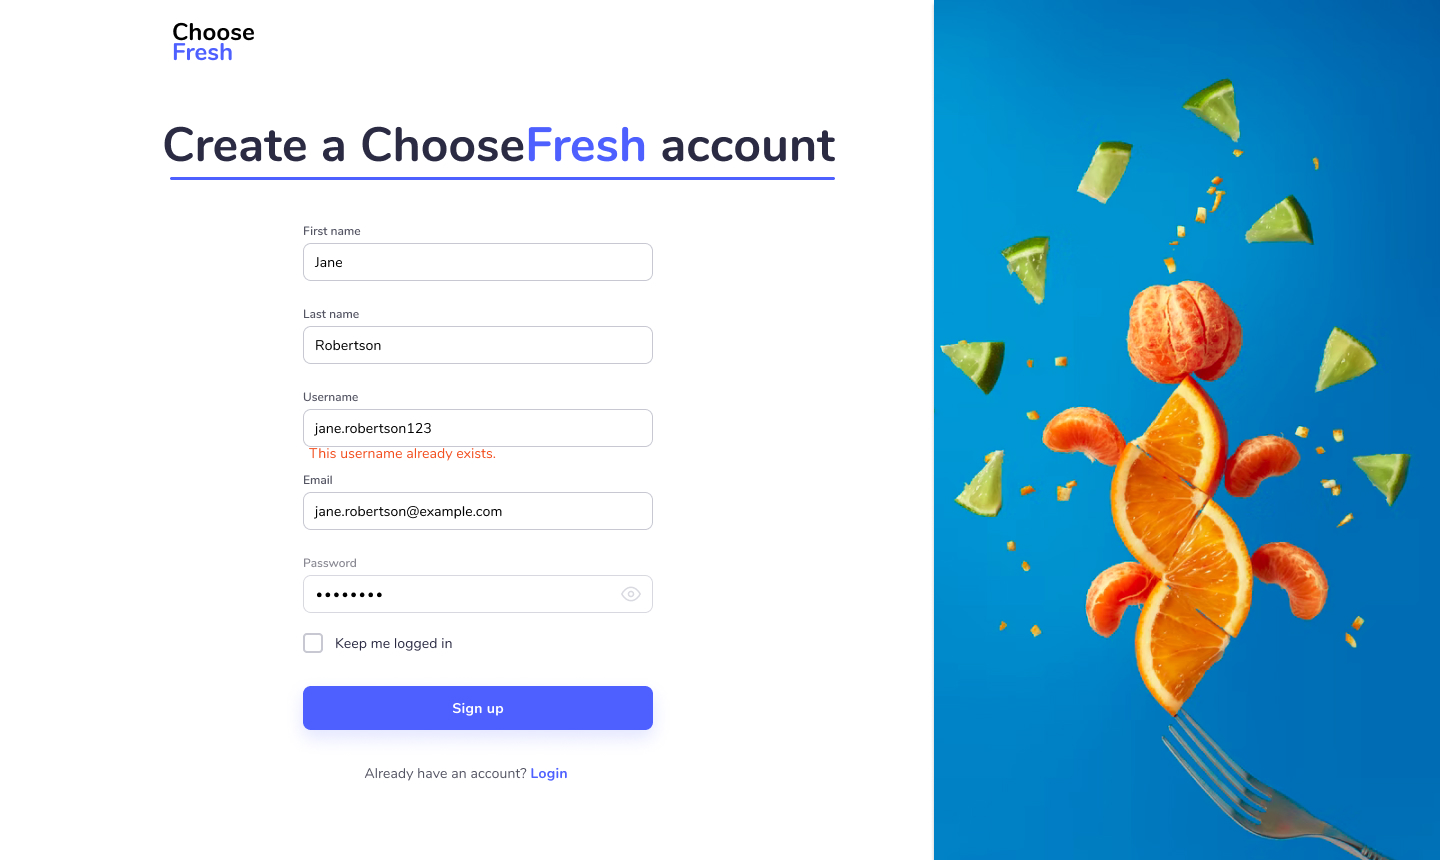 Choose
Fresh
Create a ChooseFresh account
First name
Jane
Last name
Robertson
Username
jane.robertson123
This username already exists.
Email
jane.robertson@example.com
Password
••••••••
Keep me logged in
Sign up
Already have an account? Login